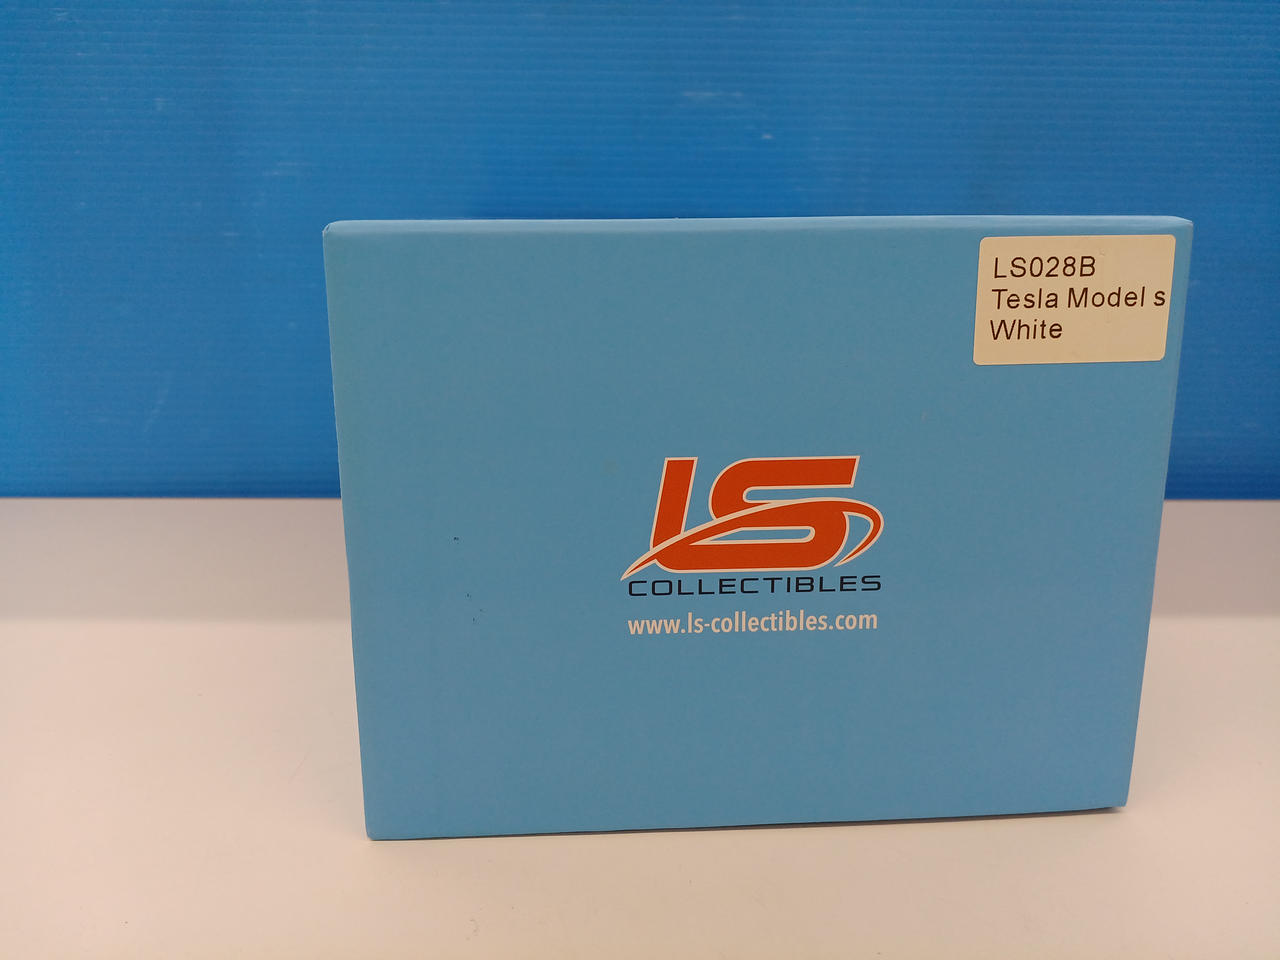 LS028B
Tesla Model s
White
LS
COLLECTIBLES
www.ls-collectibles.com